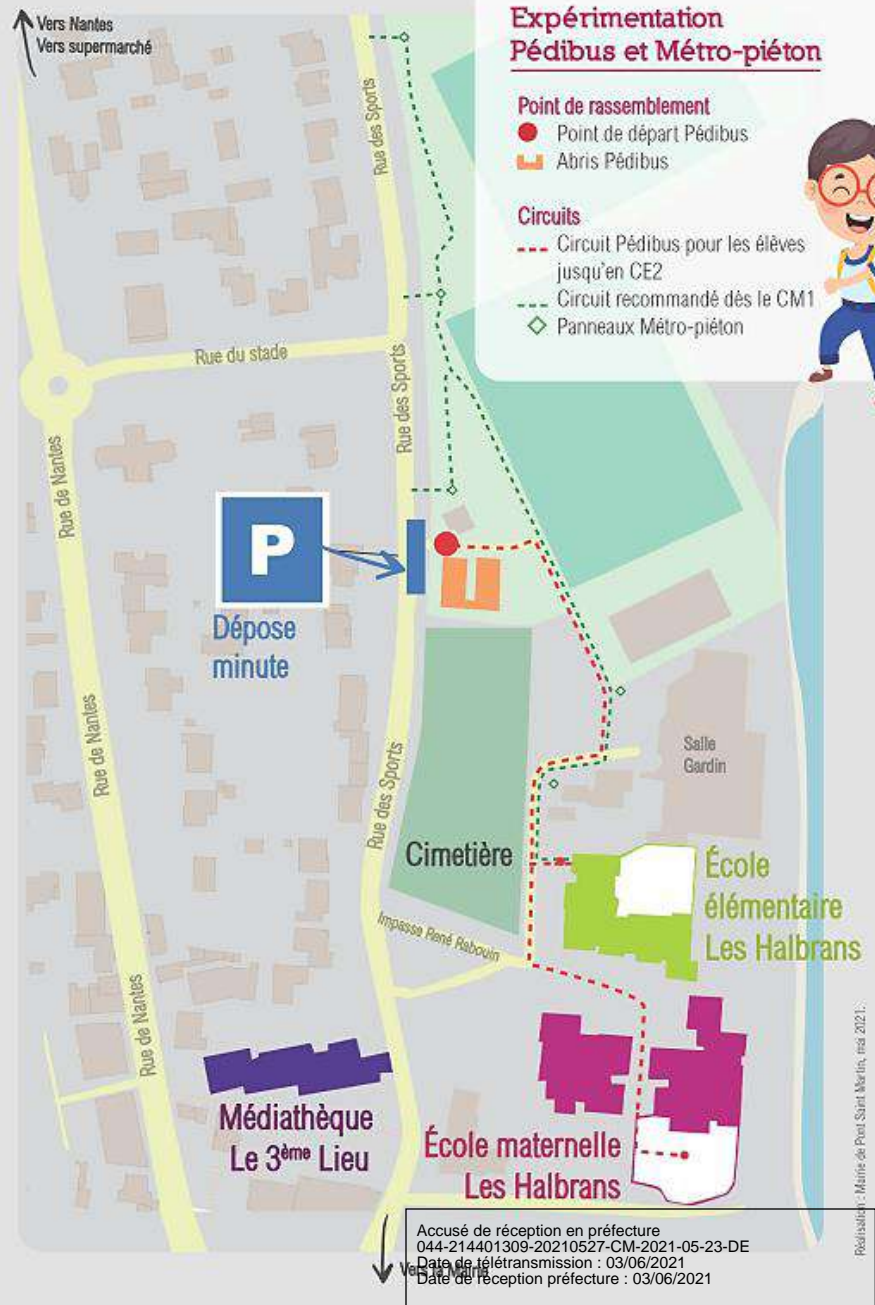 Vers Nantes
Vers supermarché
Expérimentation
Pédibus et Métro-piéton
Point de rassemblement
Point de départ Pédibus
Abris Pédibus
Circuits
Circuit Pédibus pour les élèves
jusqu'en CE2
Circuit recommandé dès le CM1
Panneaux Métro-piéton
Rue des Sports
Rue du stade
Rue des Sports
Rue de Nantes
P
Dépose
minute
Rue de Nantes
Rue des Sports
Salle
Gardin
Cimetière
École
élémentaire
Les Halbrans
Impasse René Rabouin
Rue de Nantes
Médiathèque
Le 3ème Lieu
École maternelle
Les Halbrans
Réalisation : Mairie de Pont Saint Martin, mai 2021.
Vers la Mairie
Accusé de réception en préfecture
044-214401309-20210527-CM-2021-05-23-DE
Date de télétransmission : 03/06/2021
Date de réception préfecture : 03/06/2021